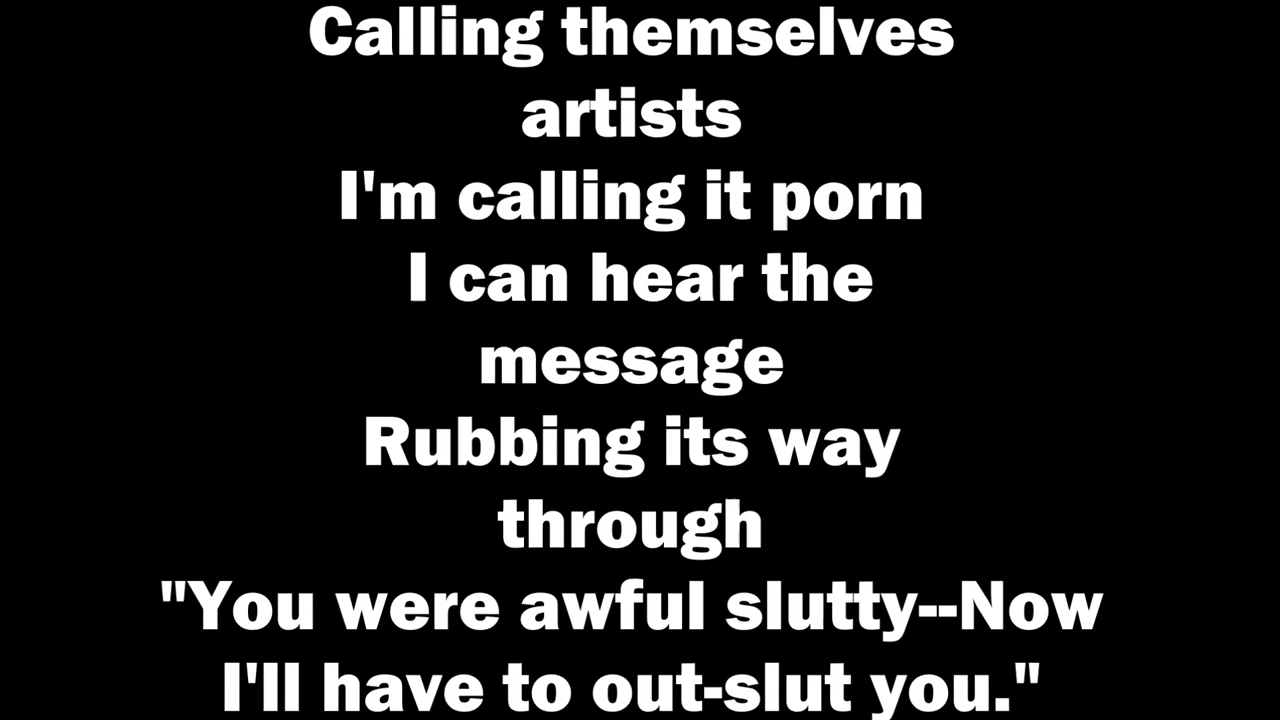 Calling themselves
artists
I'm calling it porn
I can hear the
message
Rubbing its way
through
"You were awful slutty--Now
I'll have to out-slut you."